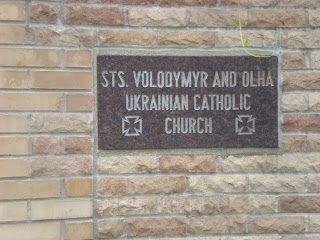 STS. VOLODYMYR AND OLHA
UKRAINIAN CATHOLIC
CHURCH